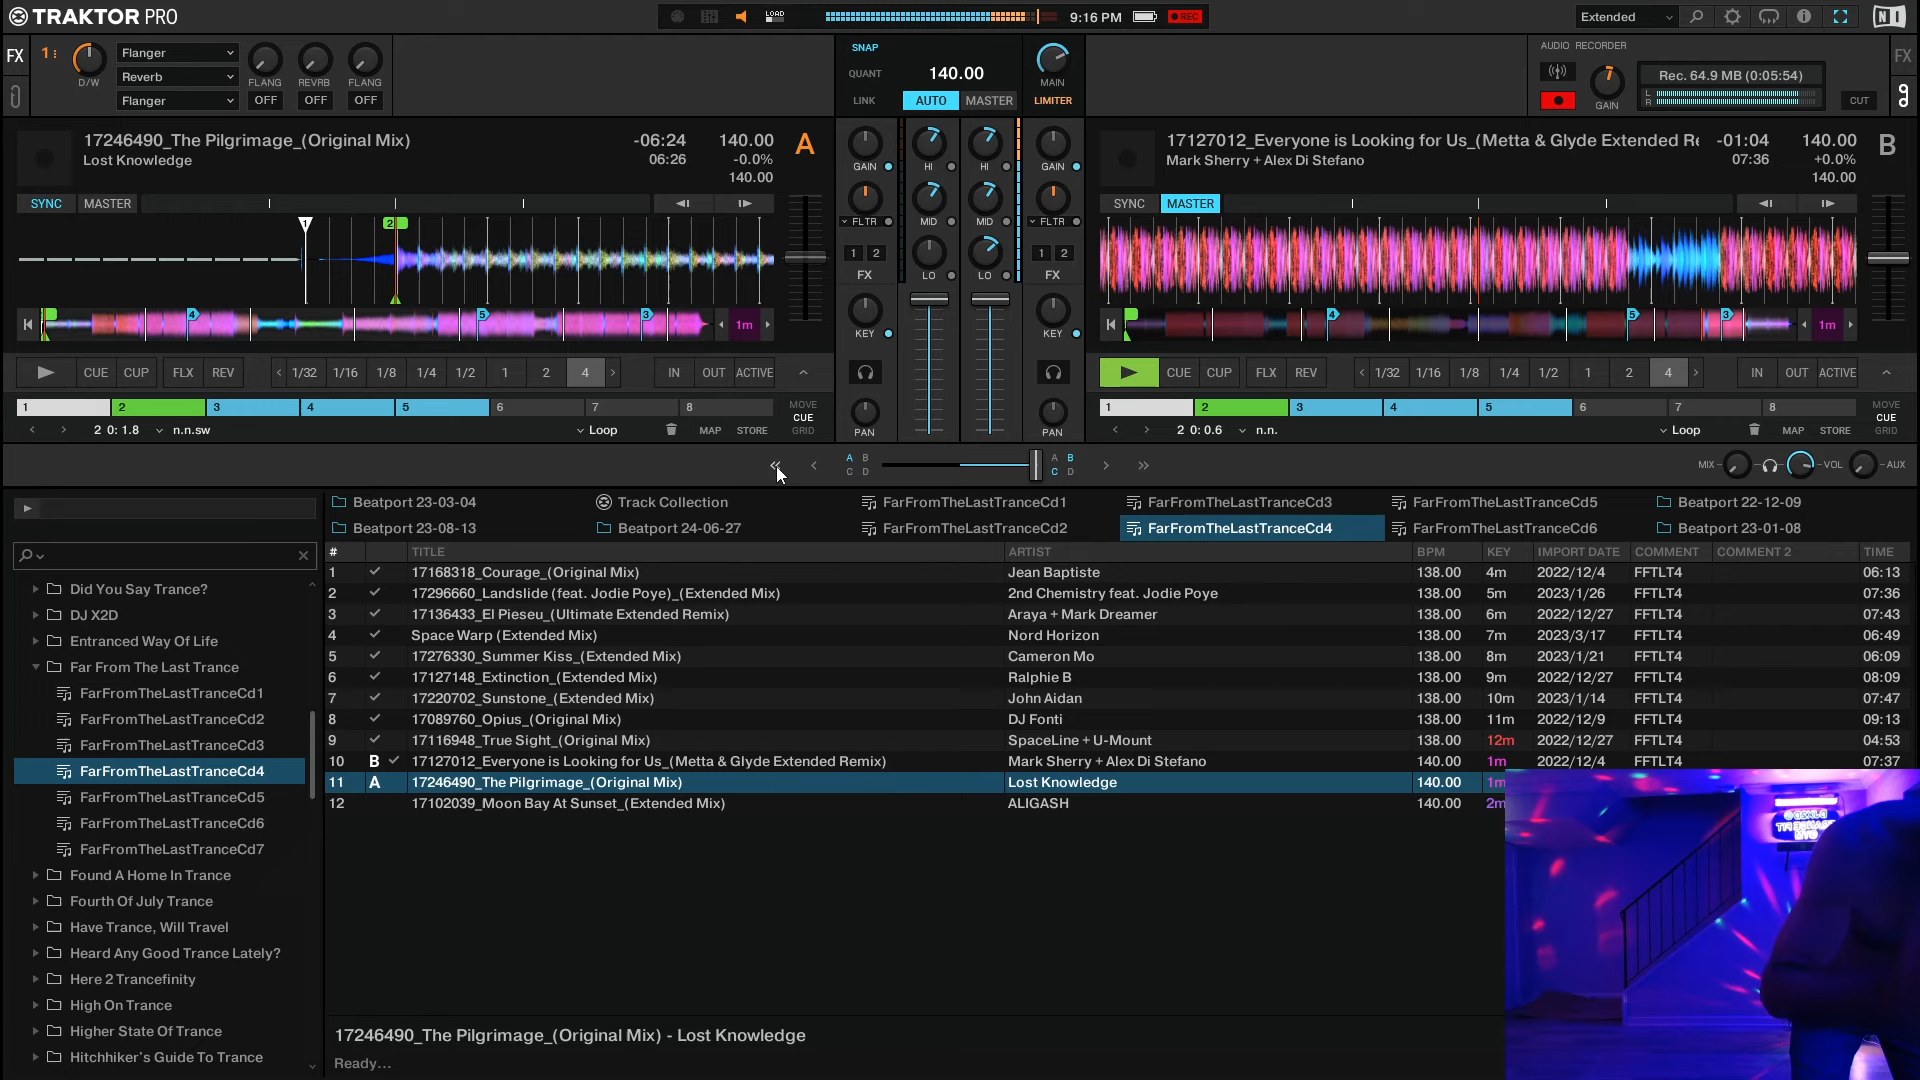 TRAKTOR PRO
LOAD
9:16 PM
REC
Extended
FX
1
D/W
Flanger
Reverb
Flanger
FLANG REVRB FLANG
OFF OFF OFF
SNAP
QUANT
LINK
140.00
AUTO MASTER
MAIN
LIMITER
AUDIO RECORDER
GAIN
Rec. 64.9 MB (0:05:54)
L
R
CUT
FX
17246490_The Pilgrimage_(Original Mix)
Lost Knowledge
-06:24
06:26
140.00
-0.0%
140.00
A
SYNC MASTER
1 2
4 5 3
1m
CUE CUP FLX REV 1/32 1/16 1/8 1/4 1/2 1 2 4 IN OUT ACTIVE
1 2 3 4 5 6 7 8
MOVE
CUE
GRID
2 0: 1.8 n.n.sw Loop MAP STORE
GAIN HI HI GAIN
FLTR MID MID FLTR
1 2 1 2
FX LO LO FX
KEY KEY
PAN PAN
17127012_Everyone is Looking for Us_(Metta & Glyde Extended Re
Mark Sherry + Alex Di Stefano
-01:04
07:36
140.00
+0.0%
140.00
B
SYNC MASTER
4 5 3
1m
CUE CUP FLX REV 1/32 1/16 1/8 1/4 1/2 1 2 4 IN OUT ACTIVE
1 2 3 4 5 6 7 8
MOVE
CUE
GRID
2 0: 0.6 n.n. Loop MAP STORE
A B
C D
A B
C D
MIX VOL AUX
Beatport 23-03-04 Track Collection FarFromTheLastTranceCd1 FarFromTheLastTranceCd3 FarFromTheLastTranceCd5 Beatport 22-12-09
Beatport 23-08-13 Beatport 24-06-27 FarFromTheLastTranceCd2 FarFromTheLastTranceCd4 FarFromTheLastTranceCd6 Beatport 23-01-08
Did You Say Trance?
DJ X2D
Entranced Way Of Life
Far From The Last Trance
FarFromTheLastTranceCd1
FarFromTheLastTranceCd2
FarFromTheLastTranceCd3
FarFromTheLastTranceCd4
FarFromTheLastTranceCd5
FarFromTheLastTranceCd6
FarFromTheLastTranceCd7
Found A Home In Trance
Fourth Of July Trance
Have Trance, Will Travel
Heard Any Good Trance Lately?
Here 2 Trancefinity
High On Trance
Higher State Of Trance
Hitchhiker's Guide To Trance
# TITLE ARTIST BPM KEY IMPORT DATE COMMENT COMMENT 2 TIME
1 17168318_Courage_(Original Mix) Jean Baptiste 138.00 4m 2022/12/4 FFTLT4 06:13
2 17296660_Landslide (feat. Jodie Poye)_(Extended Mix) 2nd Chemistry feat. Jodie Poye 138.00 5m 2023/1/26 FFTLT4 07:36
3 17136433_El Pieseu_(Ultimate Extended Remix) Araya + Mark Dreamer 138.00 6m 2022/12/27 FFTLT4 07:43
4 Space Warp (Extended Mix) Nord Horizon 138.00 7m 2023/3/17 FFTLT4 06:49
5 17276330_Summer Kiss_(Extended Mix) Cameron Mo 138.00 8m 2023/1/21 FFTLT4 06:09
6 17127148_Extinction_(Extended Mix) Ralphie B 138.00 9m 2022/12/27 FFTLT4 08:09
7 17220702_Sunstone_(Extended Mix) John Aidan 138.00 10m 2023/1/14 FFTLT4 07:47
8 17089760_Opius_(Original Mix) DJ Fonti 138.00 11m 2022/12/9 FFTLT4 09:13
9 17116948_True Sight_(Original Mix) SpaceLine + U-Mount 138.00 12m 2022/12/27 FFTLT4 04:53
10 B 17127012_Everyone is Looking for Us_(Metta & Glyde Extended Remix) Mark Sherry + Alex Di Stefano 140.00 1m 2022/12/4 FFTLT4 07:37
11 A 17246490_The Pilgrimage_(Original Mix) Lost Knowledge 140.00 1m
12 17102039_Moon Bay At Sunset_(Extended Mix) ALIGASH 140.00 2m
17246490_The Pilgrimage_(Original Mix) - Lost Knowledge
Ready...